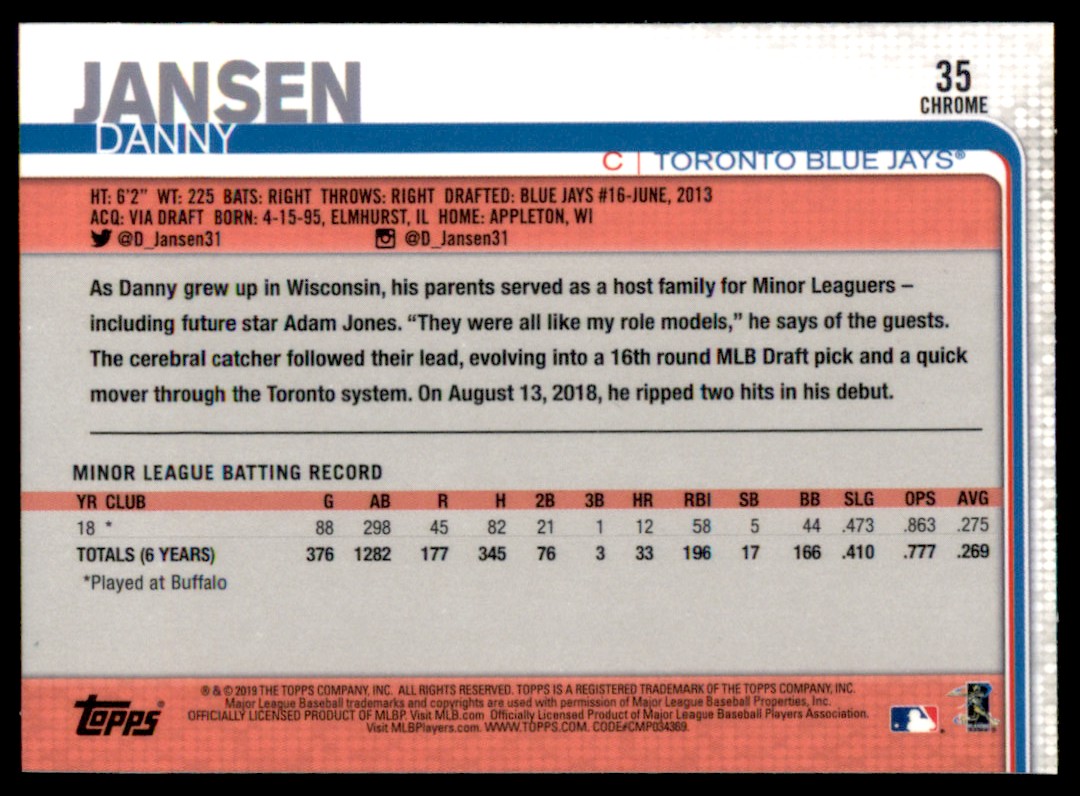 JANSEN
DANNY
35
CHROME
C | TORONTO BLUE JAYS®
HT: 6'2" WT: 225 BATS: RIGHT THROWS: RIGHT DRAFTED: BLUE JAYS #16-JUNE, 2013
ACQ: VIA DRAFT BORN: 4-15-95, ELMHURST, IL HOME: APPLETON, WI
@D_Jansen31 @D_Jansen31
As Danny grew up in Wisconsin, his parents served as a host family for Minor Leaguers –
including future star Adam Jones. “They were all like my role models,” he says of the guests.
The cerebral catcher followed their lead, evolving into a 16th round MLB Draft pick and a quick
mover through the Toronto system. On August 13, 2018, he ripped two hits in his debut.
MINOR LEAGUE BATTING RECORD
YR CLUB G AB R H 2B 3B HR RBI SB BB SLG OPS AVG
18 * 88 298 45 82 21 1 12 58 5 44 .473 .863 .275
TOTALS (6 YEARS) 376 1282 177 345 76 3 33 196 17 166 .410 .777 .269
*Played at Buffalo
topps®
® & © 2019 THE TOPPS COMPANY, INC. ALL RIGHTS RESERVED. TOPPS IS A REGISTERED TRADEMARK OF THE TOPPS COMPANY, INC.
Major League Baseball trademarks and copyrights are used with permission of Major League Baseball Properties, Inc.
OFFICIALLY LICENSED PRODUCT OF MLBP. Visit MLB.com Officially Licensed Product of Major League Baseball Players Association.
Visit MLBPlayers.com. WWW.TOPPS.COM. CODE#CMP034369.